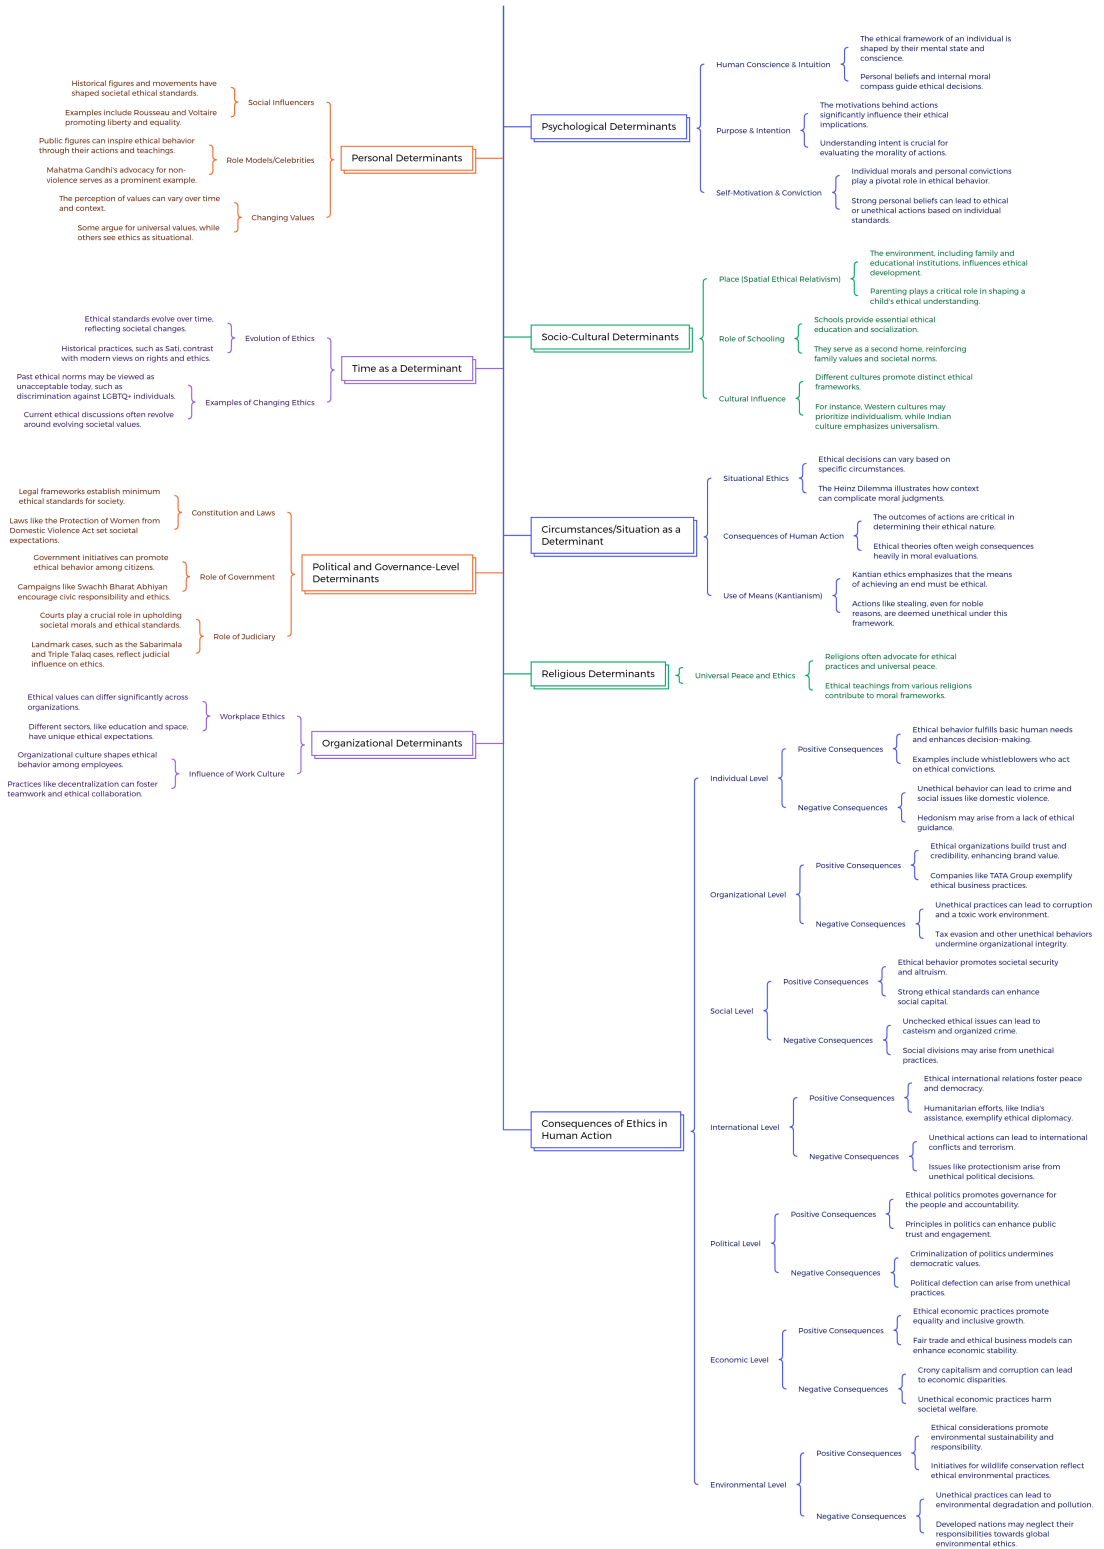 Historical figures and movements have
shaped societal ethical standards.
Social Influencers
Examples include Rousseau and Voltaire
promoting liberty and equality.
Public figures can inspire ethical behavior
through their actions and teachings.
Role Models/Celebrities
Personal Determinants
Mahatma Gandhi's advocacy for non-
violence serves as a prominent example.
The perception of values can vary over time
and context.
Changing Values
Some argue for universal values, while
others see ethics as situational.
Ethical standards evolve over time,
reflecting societal changes.
Evolution of Ethics
Historical practices, such as Sati, contrast
with modern views on rights and ethics.
Time as a Determinant
Past ethical norms may be viewed as
unacceptable today, such as
discrimination against LGBTQ+ individuals.
Examples of Changing Ethics
Current ethical discussions often revolve
around evolving societal values.
Legal frameworks establish minimum
ethical standards for society.
Constitution and Laws
Laws like the Protection of Women from
Domestic Violence Act set societal
expectations.
Government initiatives can promote
ethical behavior among citizens.
Role of Government
Political and Governance-Level
Determinants
Campaigns like Swachh Bharat Abhiyan
encourage civic responsibility and ethics.
Courts play a crucial role in upholding
societal morals and ethical standards.
Role of Judiciary
Landmark cases, such as the Sabarimala
and Triple Talaq cases, reflect judicial
influence on ethics.
Ethical values can differ significantly across
organizations.
Workplace Ethics
Different sectors, like education and space,
have unique ethical expectations.
Organizational Determinants
Organizational culture shapes ethical
behavior among employees.
Influence of Work Culture
Practices like decentralization can foster
teamwork and ethical collaboration.
Psychological Determinants
Human Conscience & Intuition
The ethical framework of an individual is
shaped by their mental state and
conscience.
Personal beliefs and internal moral
compass guide ethical decisions.
Purpose & Intention
The motivations behind actions
significantly influence their ethical
implications.
Understanding intent is crucial for
evaluating the morality of actions.
Self-Motivation & Conviction
Individual morals and personal convictions
play a pivotal role in ethical behavior.
Strong personal beliefs can lead to ethical
or unethical actions based on individual
standards.
Socio-Cultural Determinants
Place (Spatial Ethical Relativism)
The environment, including family and
educational institutions, influences ethical
development.
Parenting plays a critical role in shaping a
child's ethical understanding.
Role of Schooling
Schools provide essential ethical
education and socialization.
They serve as a second home, reinforcing
family values and societal norms.
Cultural Influence
Different cultures promote distinct ethical
frameworks.
For instance, Western cultures may
prioritize individualism, while Indian
culture emphasizes universalism.
Circumstances/Situation as a
Determinant
Situational Ethics
Ethical decisions can vary based on
specific circumstances.
The Heinz Dilemma illustrates how context
can complicate moral judgments.
Consequences of Human Action
The outcomes of actions are critical in
determining their ethical nature.
Ethical theories often weigh consequences
heavily in moral evaluations.
Use of Means (Kantianism)
Kantian ethics emphasizes that the means
of achieving an end must be ethical.
Actions like stealing, even for noble
reasons, are deemed unethical under this
framework.
Religious Determinants
Universal Peace and Ethics
Religions often advocate for ethical
practices and universal peace.
Ethical teachings from various religions
contribute to moral frameworks.
Consequences of Ethics in
Human Action
Individual Level
Positive Consequences
Ethical behavior fulfills basic human needs
and enhances decision-making.
Examples include whistleblowers who act
on ethical convictions.
Negative Consequences
Unethical behavior can lead to crime and
social issues like domestic violence.
Hedonism may arise from a lack of ethical
guidance.
Organizational Level
Positive Consequences
Ethical organizations build trust and
credibility, enhancing brand value.
Companies like TATA Group exemplify
ethical business practices.
Negative Consequences
Unethical practices can lead to corruption
and a toxic work environment.
Tax evasion and other unethical behaviors
undermine organizational integrity.
Social Level
Positive Consequences
Ethical behavior promotes societal security
and altruism.
Strong ethical standards can enhance
social capital.
Negative Consequences
Unchecked ethical issues can lead to
casteism and organized crime.
Social divisions may arise from unethical
practices.
International Level
Positive Consequences
Ethical international relations foster peace
and democracy.
Humanitarian efforts, like India's
assistance, exemplify ethical diplomacy.
Negative Consequences
Unethical actions can lead to international
conflicts and terrorism.
Issues like protectionism arise from
unethical political decisions.
Political Level
Positive Consequences
Ethical politics promotes governance for
the people and accountability.
Principles in politics can enhance public
trust and engagement.
Negative Consequences
Criminalization of politics undermines
democratic values.
Political defection can arise from unethical
practices.
Economic Level
Positive Consequences
Ethical economic practices promote
equality and inclusive growth.
Fair trade and ethical business models can
enhance economic stability.
Negative Consequences
Crony capitalism and corruption can lead
to economic disparities.
Unethical economic practices harm
societal welfare.
Environmental Level
Positive Consequences
Ethical considerations promote
environmental sustainability and
responsibility.
Initiatives for wildlife conservation reflect
ethical environmental practices.
Negative Consequences
Unethical practices can lead to
environmental degradation and pollution.
Developed nations may neglect their
responsibilities towards global
environmental ethics.